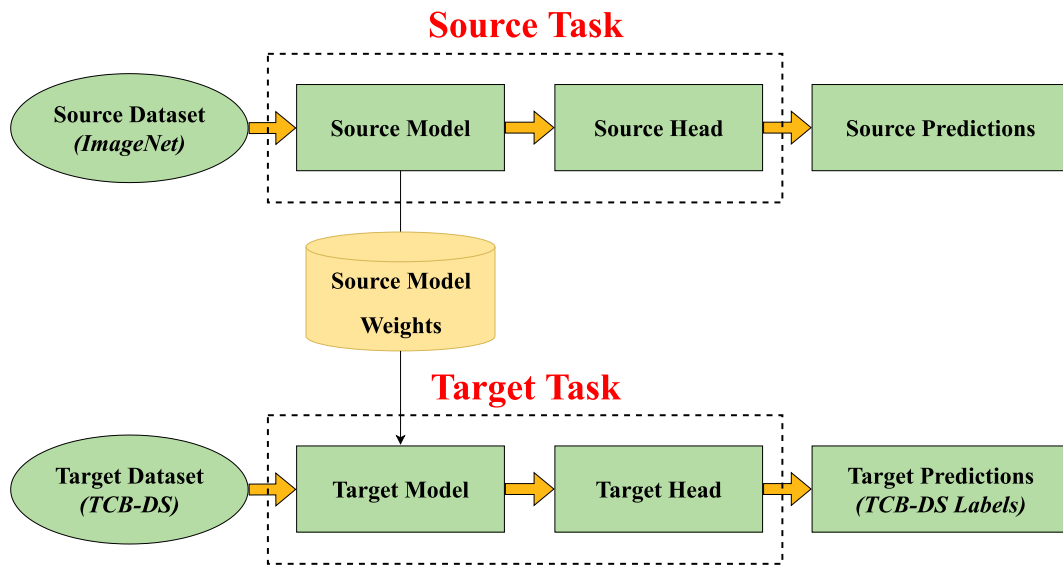 Source Task
Source Dataset
(ImageNet)
Source Model
Source Head
Source Predictions
Source Model
Weights
Target Task
Target Dataset
(TCB-DS)
Target Model
Target Head
Target Predictions
(TCB-DS Labels)